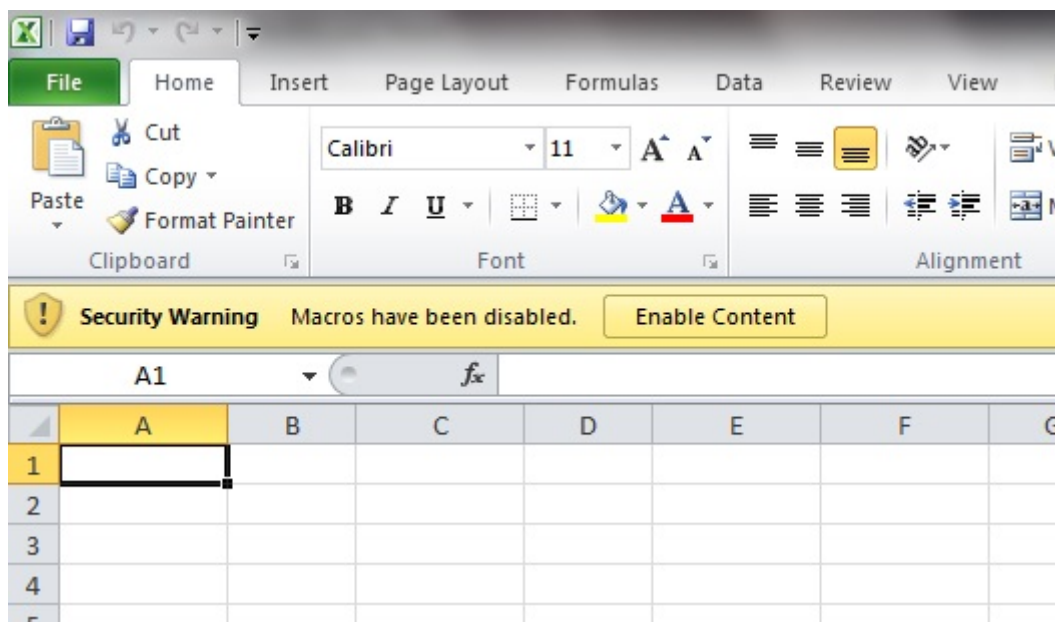 File Home Insert Page Layout Formulas Data Review View
Cut
Copy
Paste
Format Painter
Calibri 11 A A
B I U A
Clipboard Font Alignment
Security Warning Macros have been disabled. Enable Content
A1 fx
A B C D E F
1
2
3
4